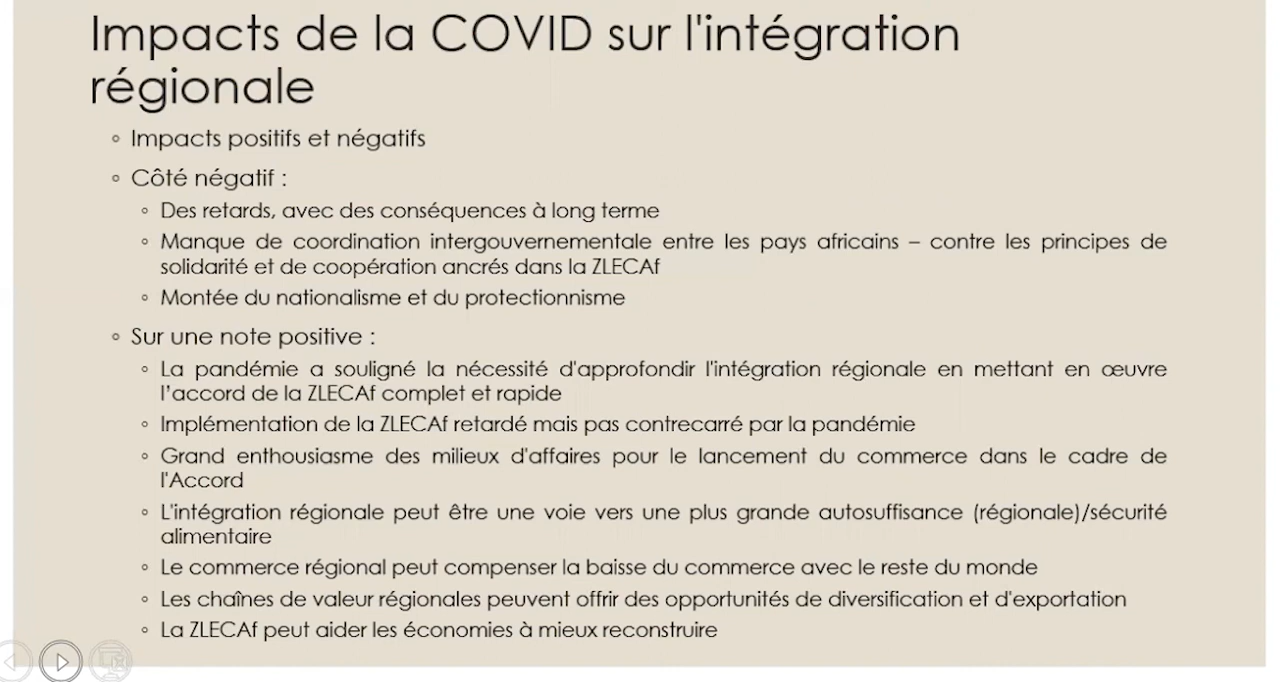 Impacts de la COVID sur l'intégration
régionale
◦ Impacts positifs et négatifs
◦ Côté négatif :
◦ Des retards, avec des conséquences à long terme
◦ Manque de coordination intergouvernementale entre les pays africains – contre les principes de
solidarité et de coopération ancrés dans la ZLECAf
◦ Montée du nationalisme et du protectionnisme
◦ Sur une note positive :
◦ La pandémie a souligné la nécessité d'approfondir l'intégration régionale en mettant en œuvre
l’accord de la ZLECAf complet et rapide
◦ Implémentation de la ZLECAf retardé mais pas contrecarré par la pandémie
◦ Grand enthousiasme des milieux d'affaires pour le lancement du commerce dans le cadre de
l'Accord
◦ L'intégration régionale peut être une voie vers une plus grande autosuffisance (régionale)/sécurité
alimentaire
◦ Le commerce régional peut compenser la baisse du commerce avec le reste du monde
◦ Les chaînes de valeur régionales peuvent offrir des opportunités de diversification et d'exportation
◦ La ZLECAf peut aider les économies à mieux reconstruire